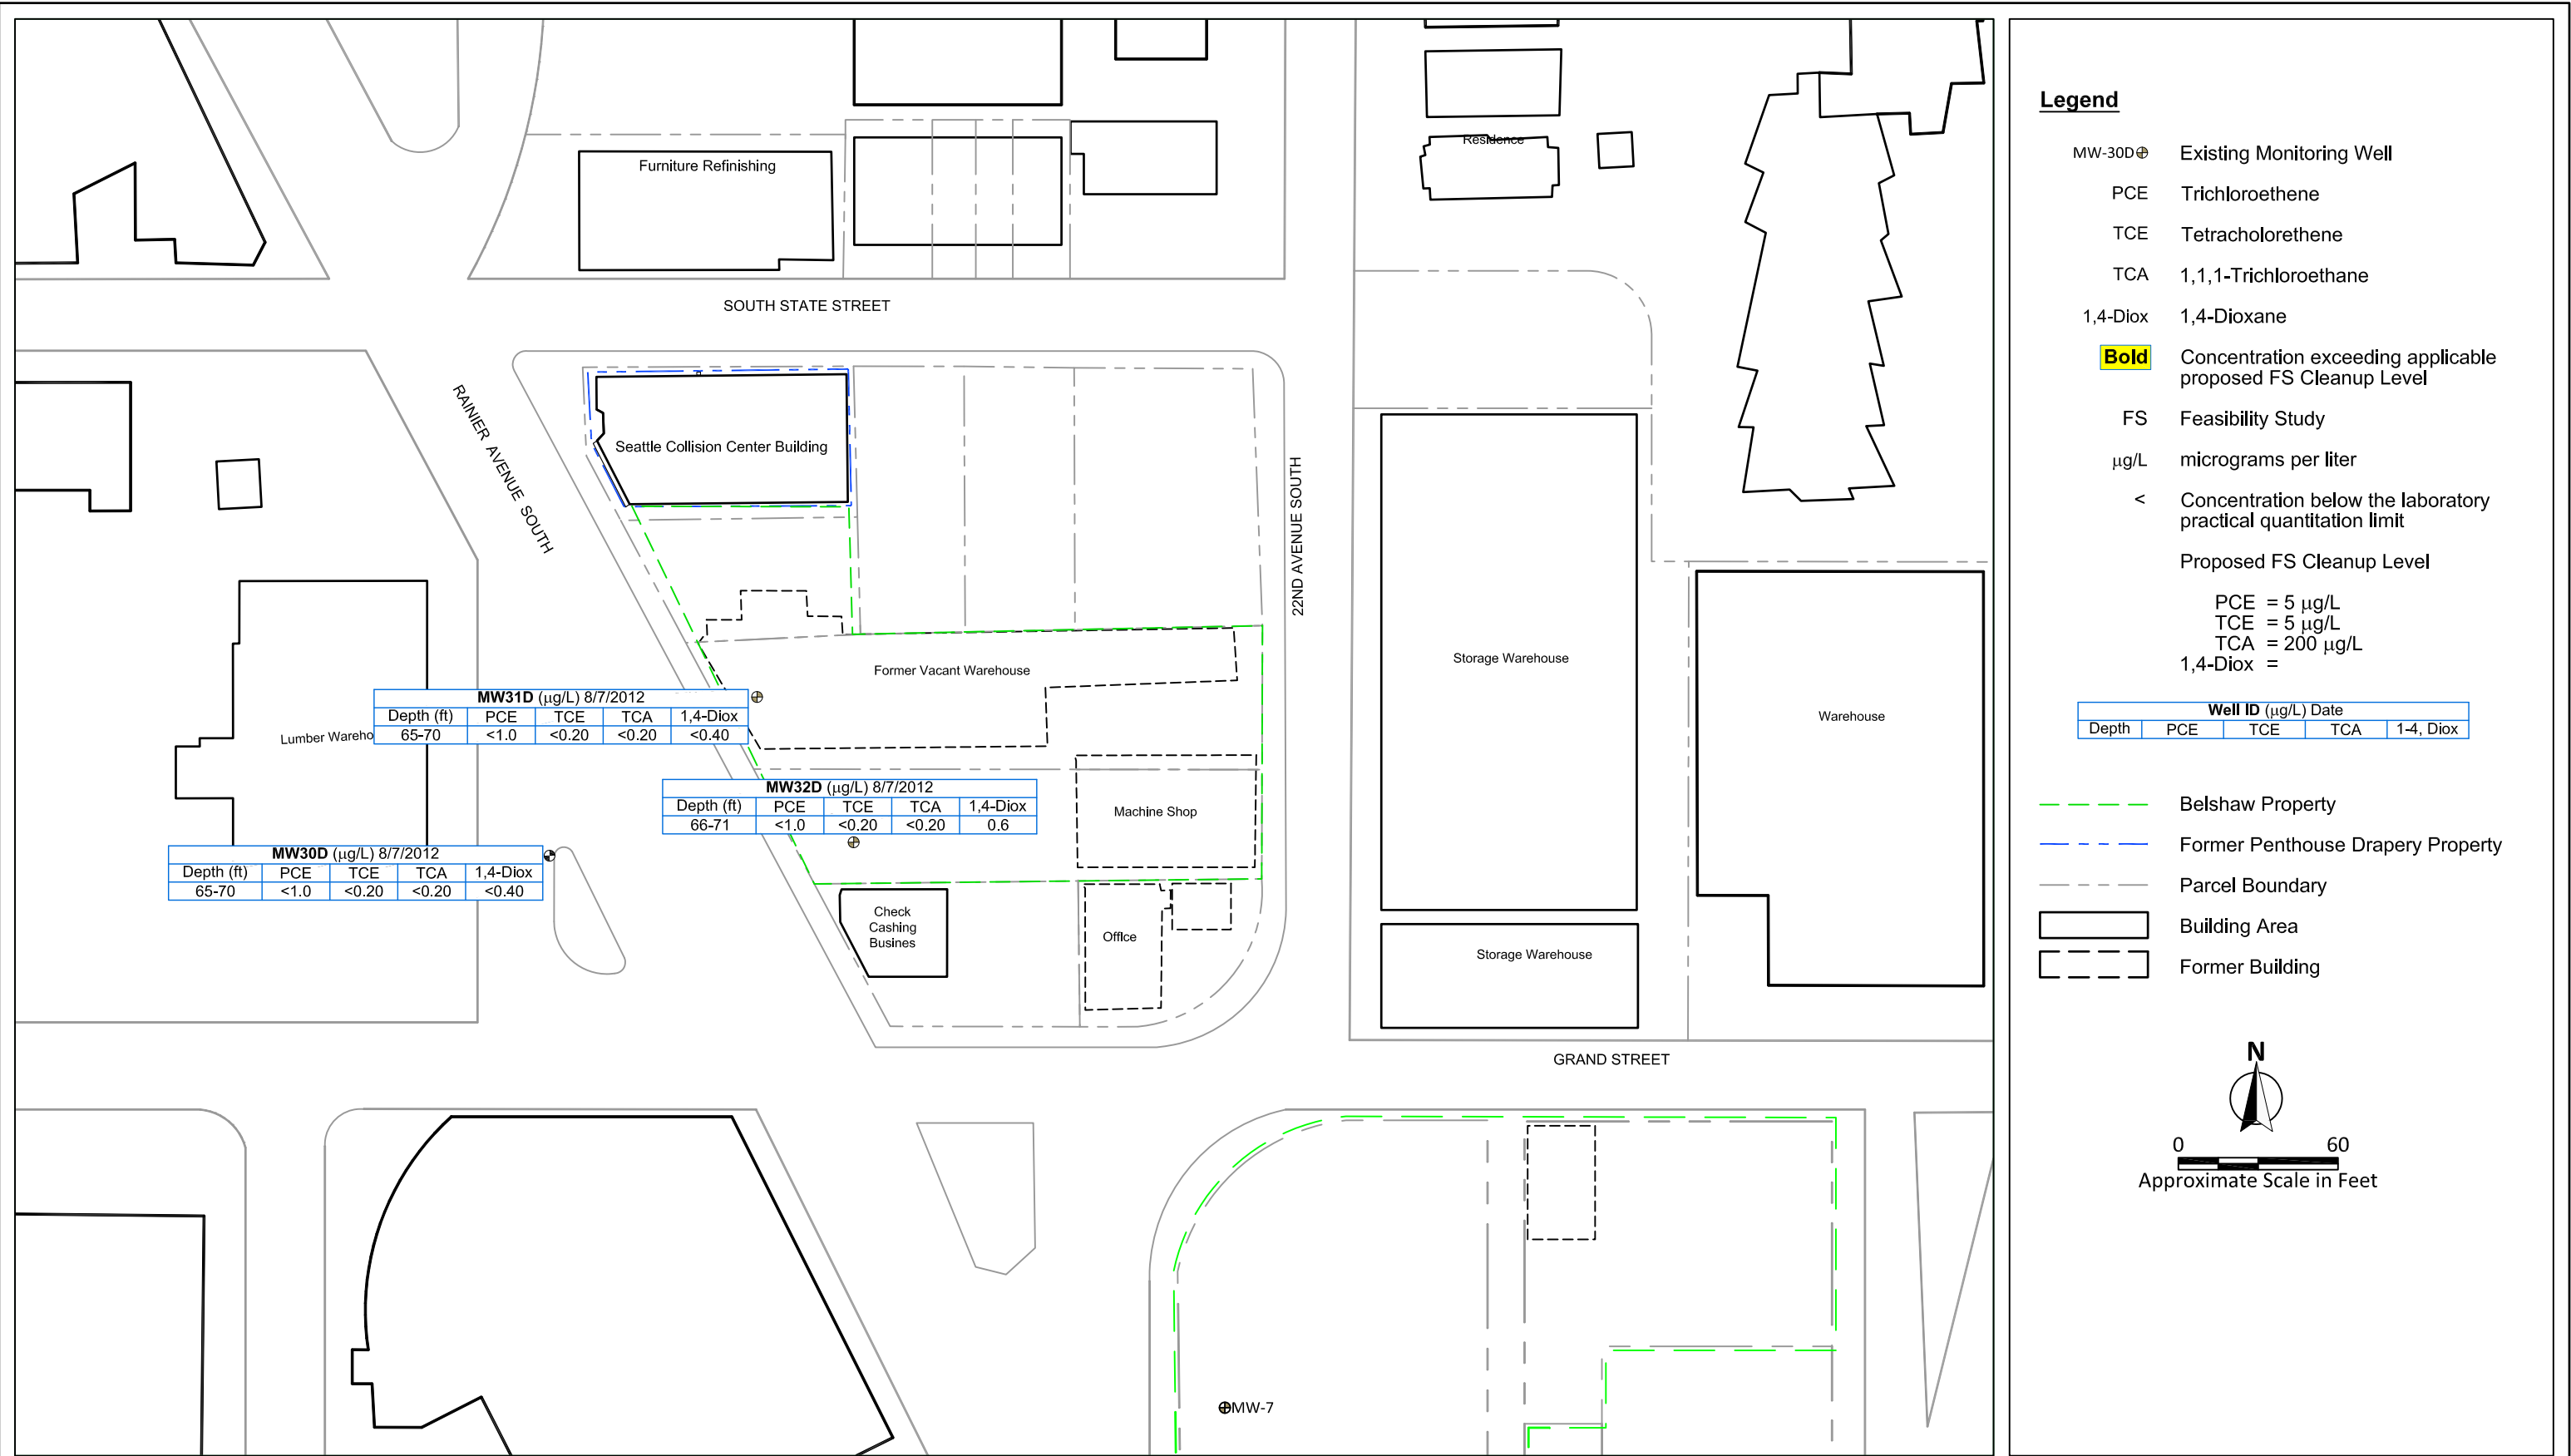 Furniture Refinishing
Residence
SOUTH STATE STREET
RAINIER AVENUE SOUTH
Seattle Collision Center Building
22ND AVENUE SOUTH
Former Vacant Warehouse
Storage Warehouse
Warehouse
Lumber Wareho
MW31D (µg/L) 8/7/2012
Depth (ft) PCE TCE TCA 1,4-Diox
65-70 <1.0 <0.20 <0.20 <0.40
MW32D (µg/L) 8/7/2012
Depth (ft) PCE TCE TCA 1,4-Diox
66-71 <1.0 <0.20 <0.20 0.6
Machine Shop
MW30D (µg/L) 8/7/2012
Depth (ft) PCE TCE TCA 1,4-Diox
65-70 <1.0 <0.20 <0.20 <0.40
Check
Cashing
Busines
Office
Storage Warehouse
GRAND STREET
MW-7
Legend
MW-30D Existing Monitoring Well
PCE Trichloroethene
TCE Tetracholorethene
TCA 1,1,1-Trichloroethane
1,4-Diox 1,4-Dioxane
Bold Concentration exceeding applicable
proposed FS Cleanup Level
FS Feasibility Study
µg/L micrograms per liter
< Concentration below the laboratory
practical quantitation limit
Proposed FS Cleanup Level
PCE = 5 µg/L
TCE = 5 µg/L
TCA = 200 µg/L
1,4-Diox =
Well ID (µg/L) Date
Depth PCE TCE TCA 1-4, Diox
Belshaw Property
Former Penthouse Drapery Property
Parcel Boundary
Building Area
Former Building
N
0 60
Approximate Scale in Feet